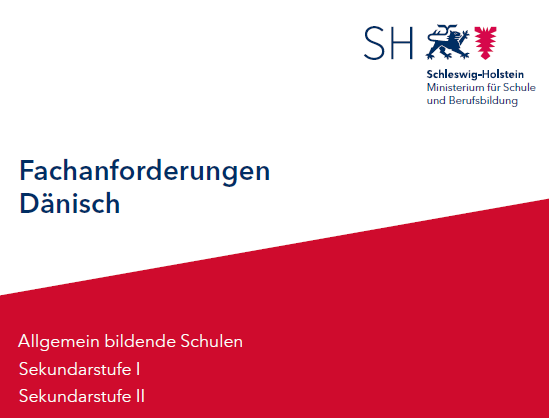 SH
Schleswig-Holstein
Ministerium für Schule
und Berufsbildung
Fachanforderungen
Dänisch
Allgemein bildende Schulen
Sekundarstufe I
Sekundarstufe II